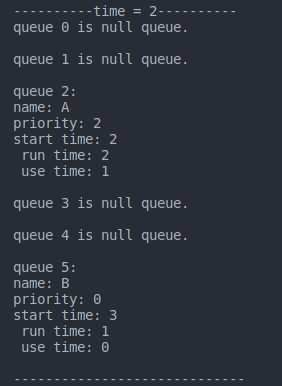 ----------time = 2----------
queue 0 is null queue.
queue 1 is null queue.
queue 2:
name: A
priority: 2
start time: 2
run time: 2
use time: 1
queue 3 is null queue.
queue 4 is null queue.
queue 5:
name: B
priority: 0
start time: 3
run time: 1
use time: 0
-----------------------------